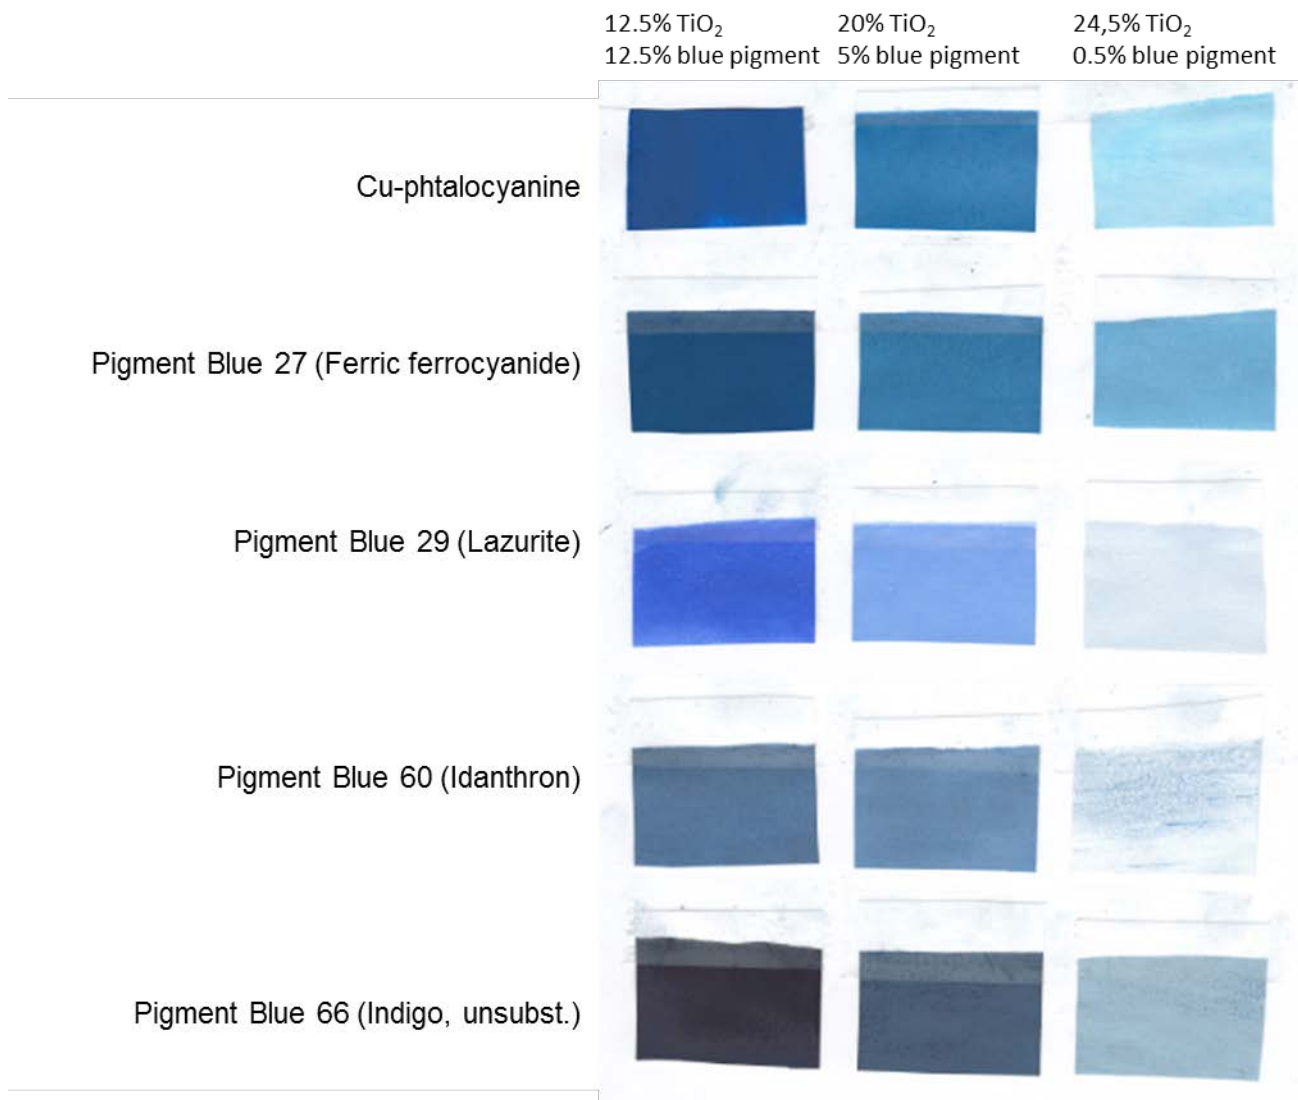 12.5% TiO₂
12.5% blue pigment
20% TiO₂
5% blue pigment
24,5% TiO₂
0.5% blue pigment
Cu-phtalocyanine
Pigment Blue 27 (Ferric ferrocyanide)
Pigment Blue 29 (Lazurite)
Pigment Blue 60 (Idanthron)
Pigment Blue 66 (Indigo, unsubst.)